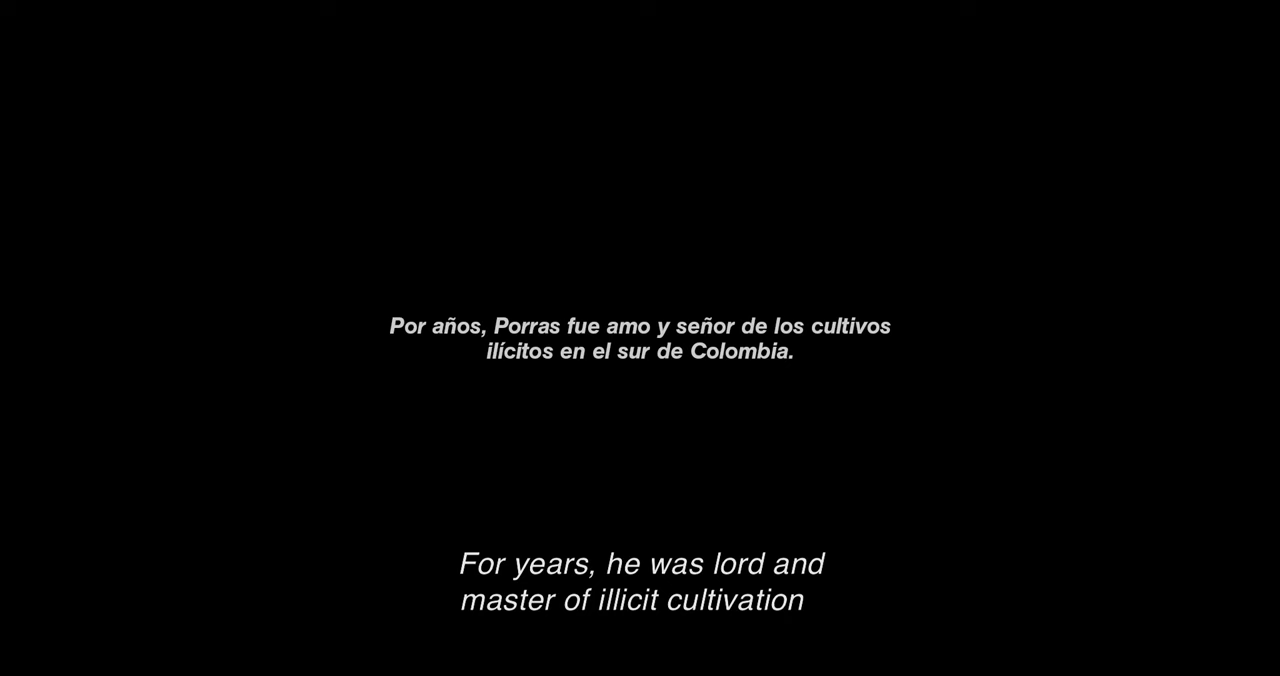 Por años, Porras fue amo y señor de los cultivos
ilícitos en el sur de Colombia.
For years, he was lord and
master of illicit cultivation